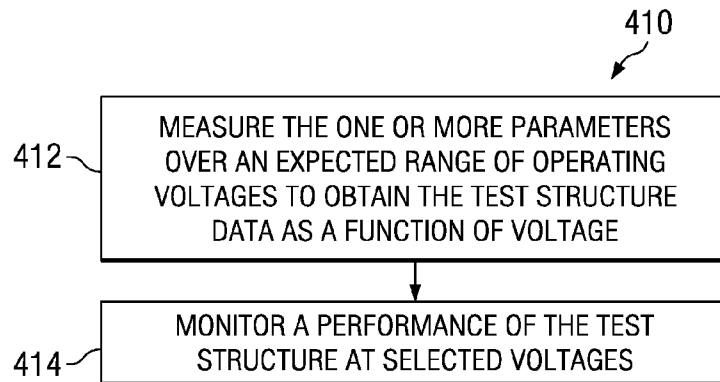 410
412
MEASURE THE ONE OR MORE PARAMETERS
OVER AN EXPECTED RANGE OF OPERATING
VOLTAGES TO OBTAIN THE TEST STRUCTURE
DATA AS A FUNCTION OF VOLTAGE
414
MONITOR A PERFORMANCE OF THE TEST
STRUCTURE AT SELECTED VOLTAGES